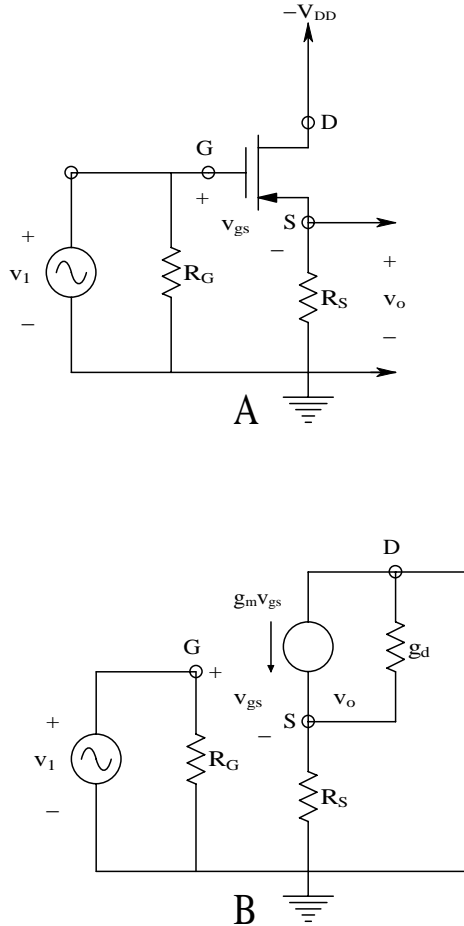 −V_DD
D
G
+
v_gs
S
−
+
v_1
−
R_G
R_S
+
v_o
−
A
D
g_m v_gs
g_d
G
+
v_gs
v_o
S
−
+
v_1
−
R_G
R_S
B